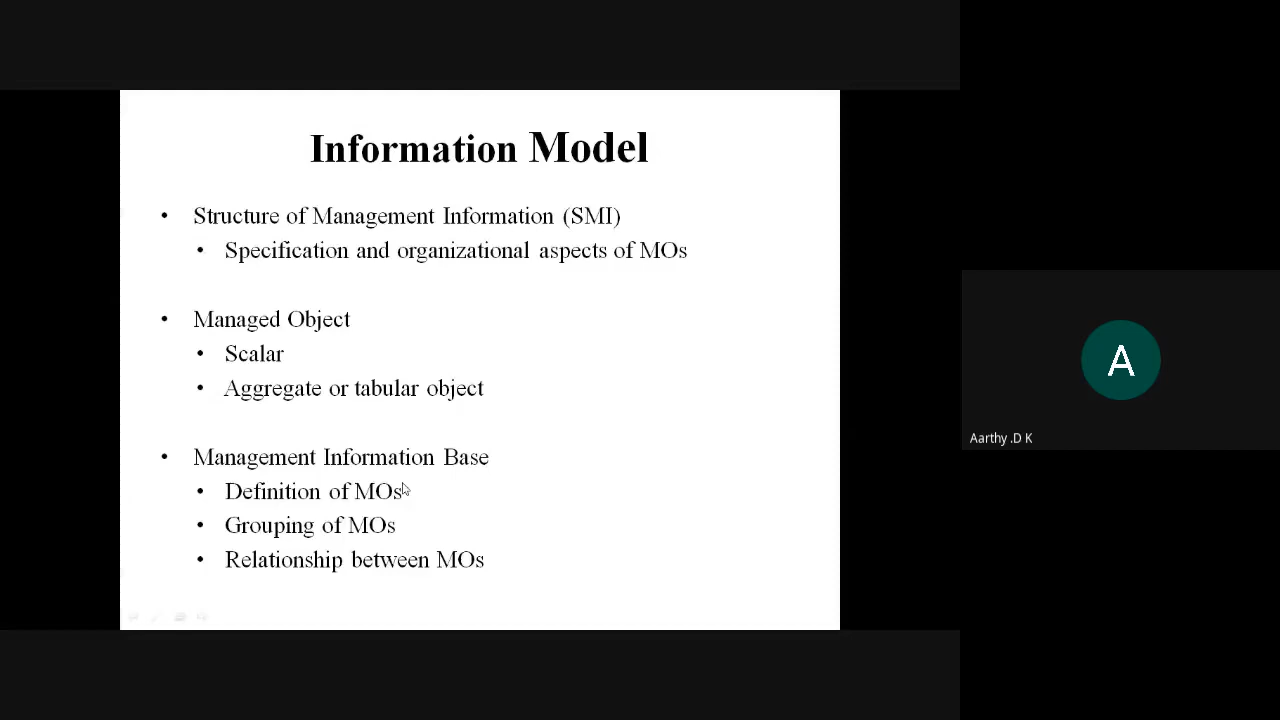 Information Model
• Structure of Management Information (SMI)
• Specification and organizational aspects of MOs
• Managed Object
• Scalar
• Aggregate or tabular object
• Management Information Base
• Definition of MOs
• Grouping of MOs
• Relationship between MOs
A
Aarthy .D K